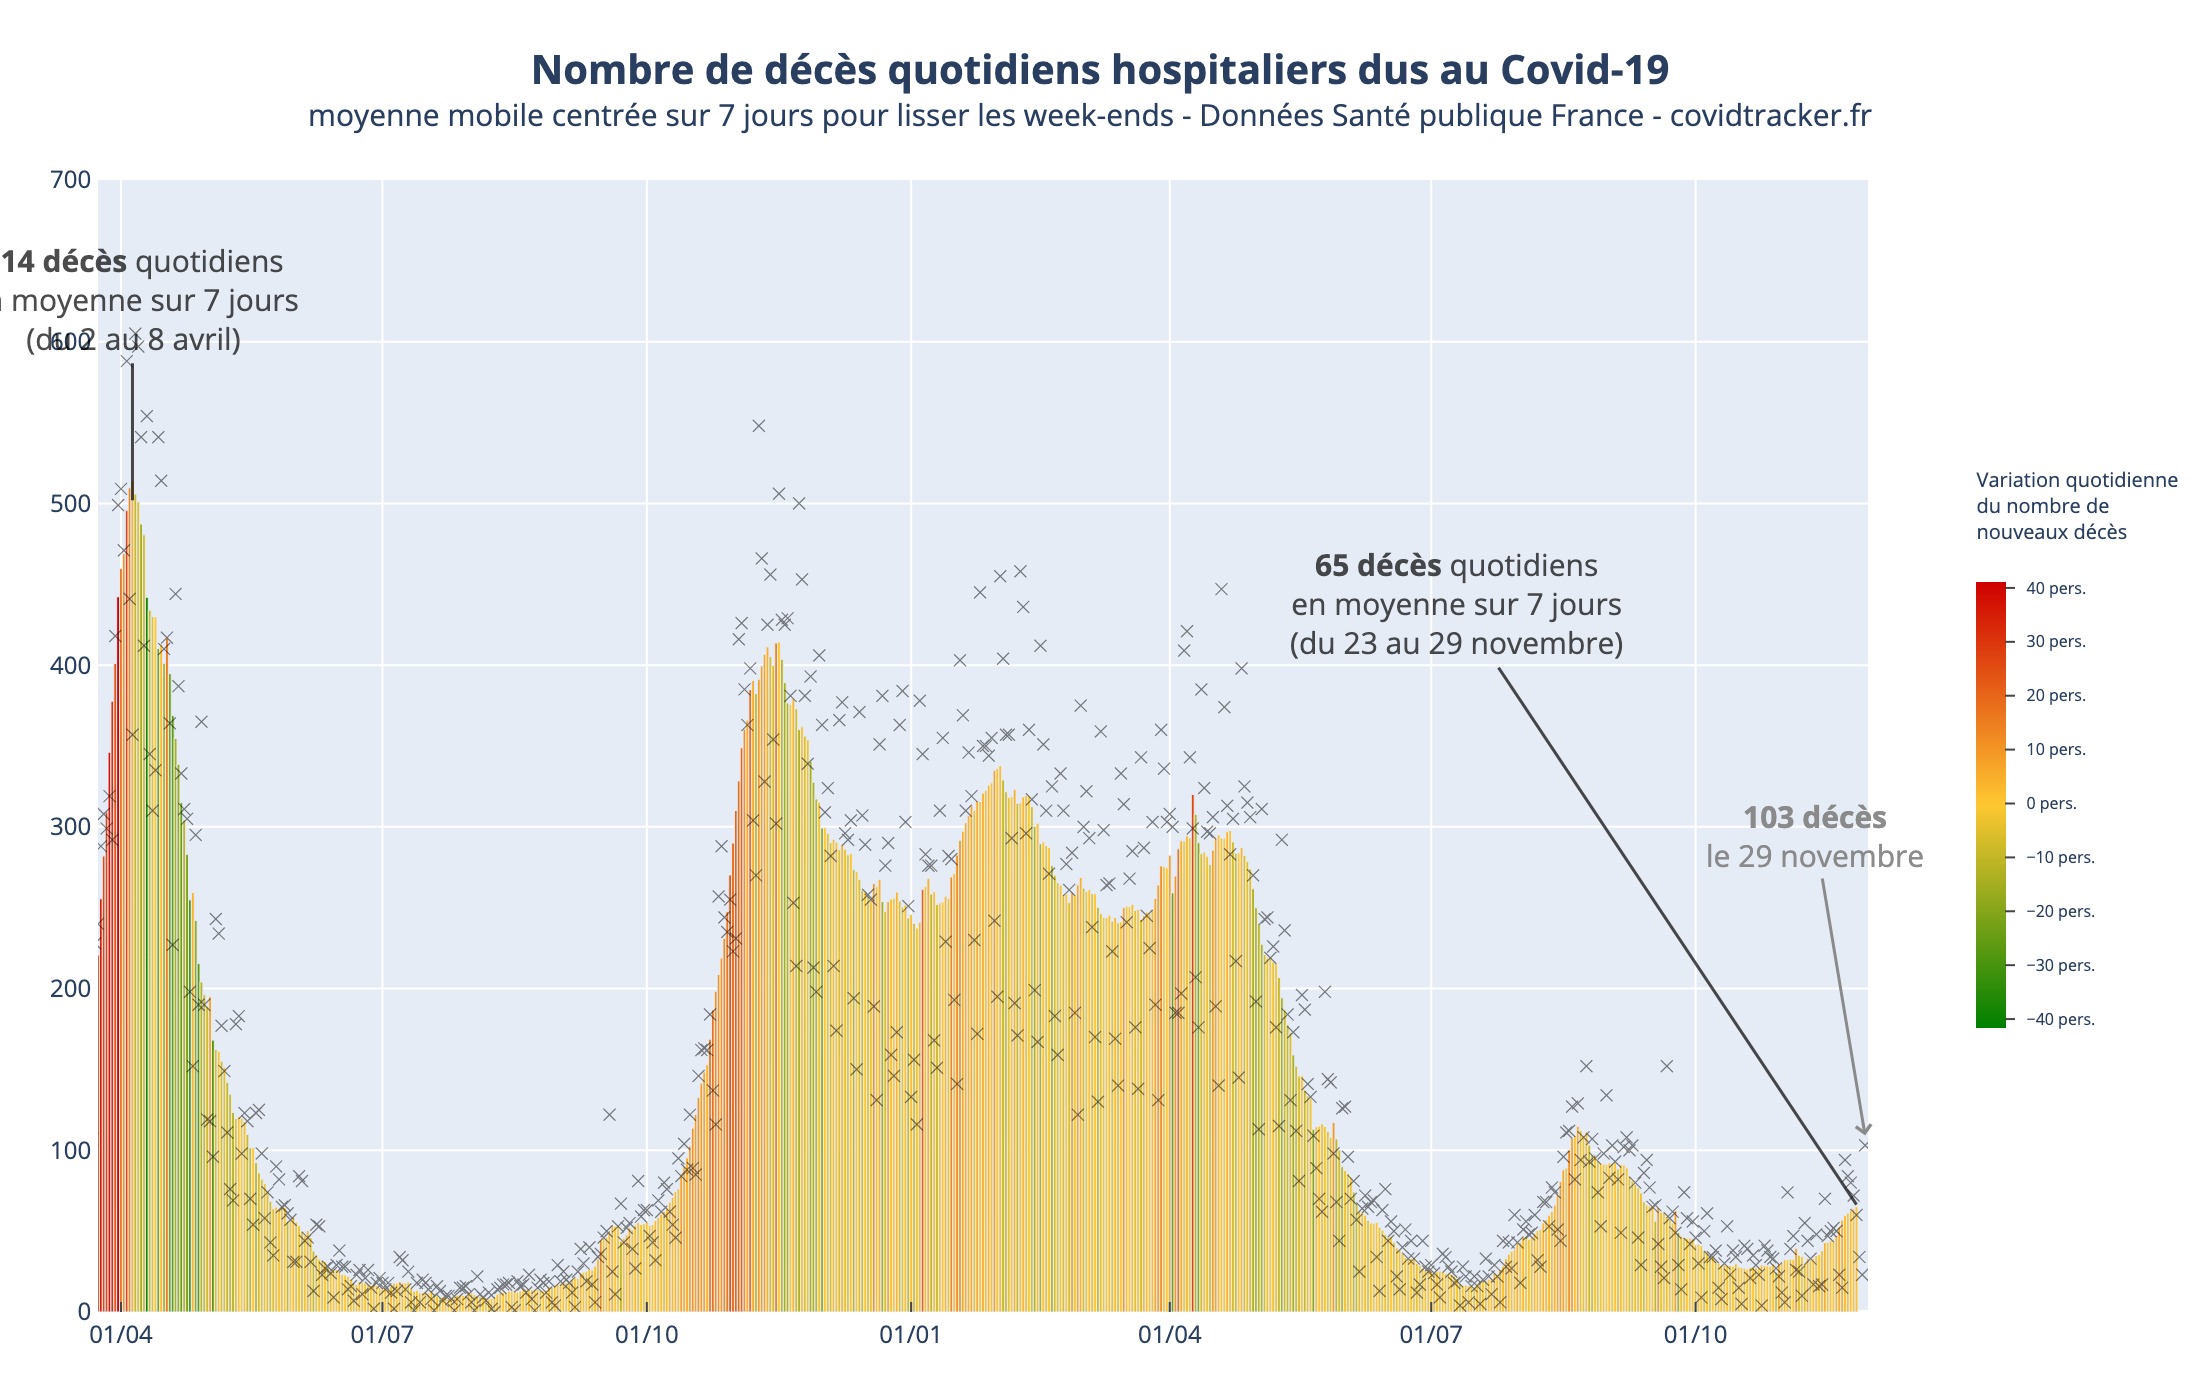 Nombre de décès quotidiens hospitaliers dus au Covid-19
moyenne mobile centrée sur 7 jours pour lisser les week-ends - Données Santé publique France - covidtracker.fr
700
14 décès quotidiens
moyenne sur 7 jours
(du 2 au 8 avril)
600
500
400
300
200
100
0
65 décès quotidiens
en moyenne sur 7 jours
(du 23 au 29 novembre)
103 décès
le 29 novembre
Variation quotidienne
du nombre de
nouveaux décès
40 pers.
30 pers.
20 pers.
10 pers.
0 pers.
−10 pers.
−20 pers.
−30 pers.
−40 pers.
01/04
01/07
01/10
01/01
01/04
01/07
01/10